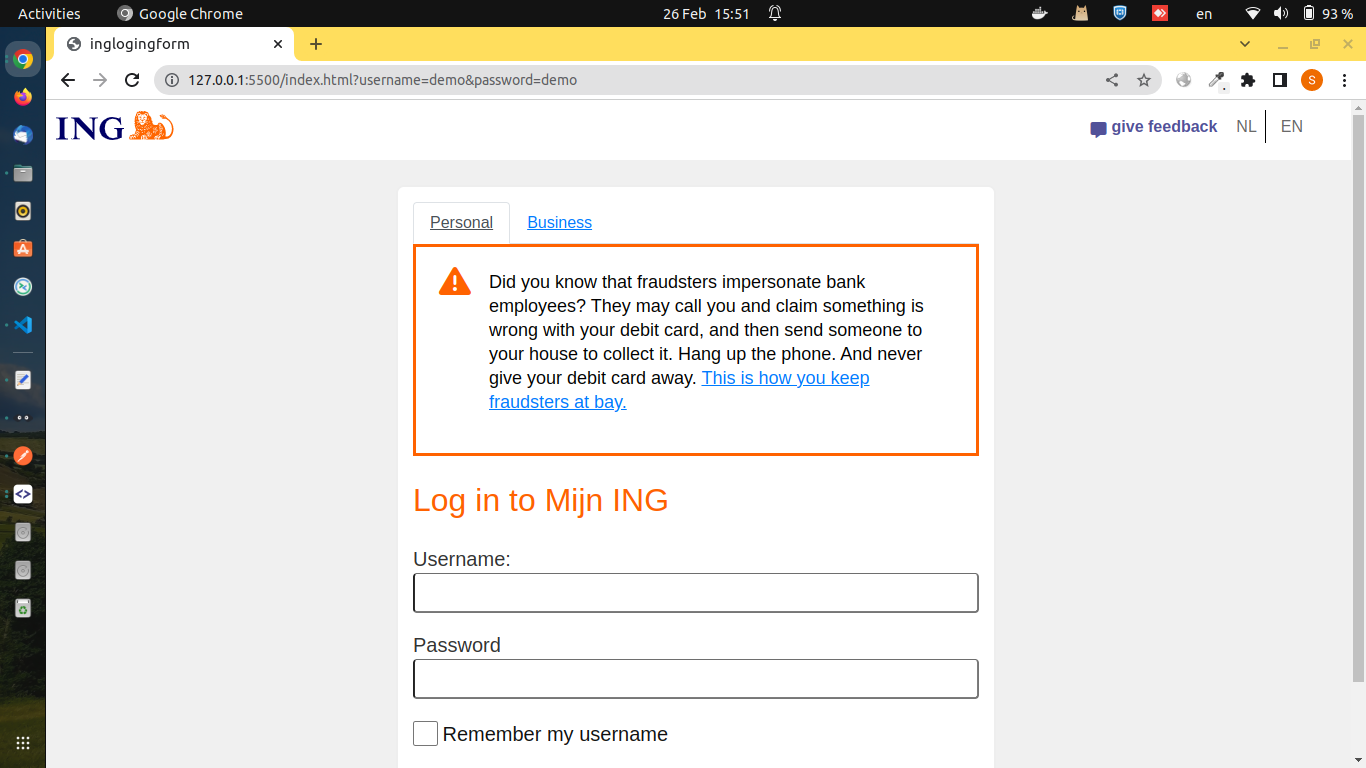 Activities Google Chrome 26 Feb 15:51 en 93 %
inglogingform
127.0.0.1:5500/index.html?username=demo&password=demo S
ING give feedback NL EN
Personal Business
Did you know that fraudsters impersonate bank
employees? They may call you and claim something is
wrong with your debit card, and then send someone to
your house to collect it. Hang up the phone. And never
give your debit card away. This is how you keep
fraudsters at bay.
Log in to Mijn ING
Username:
Password
Remember my username